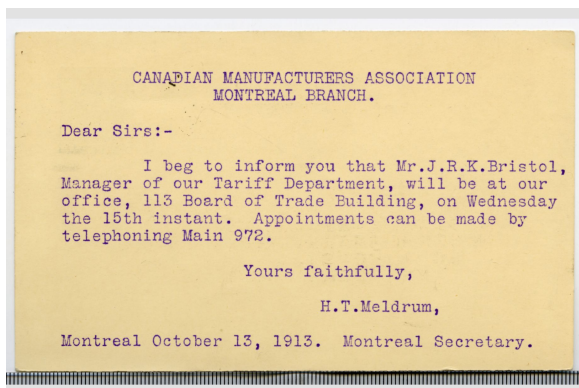 CANADIAN MANUFACTURERS ASSOCIATION
MONTREAL BRANCH.
Dear Sirs:-
I beg to inform you that Mr.J.R.K.Bristol,
Manager of our Tariff Department, will be at our
office, 113 Board of Trade Building, on Wednesday
the 15th instant. Appointments can be made by
telephoning Main 972.
Yours faithfully,
H.T.Meldrum,
Montreal October 13, 1913. Montreal Secretary.